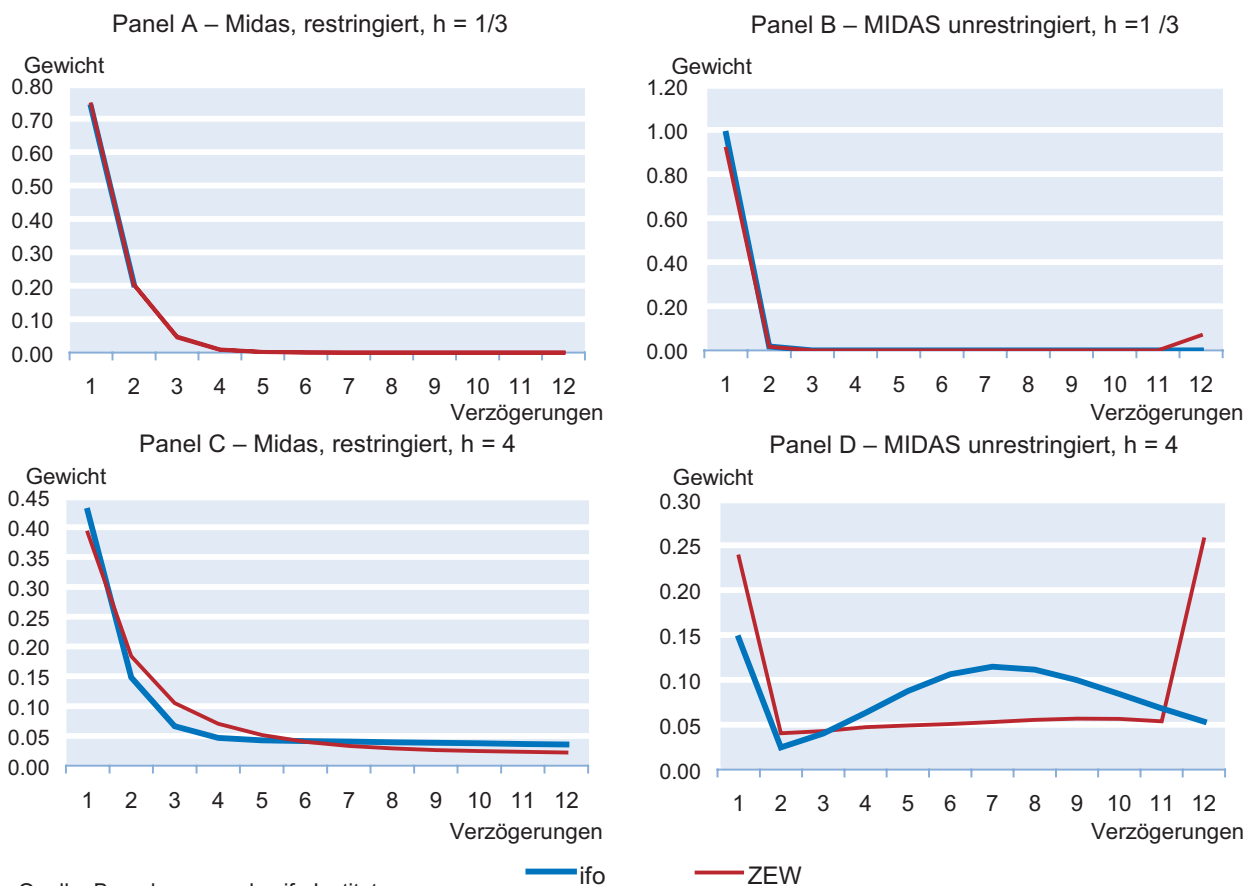 Panel A – Midas, restringiert, h = 1/3
Gewicht
0.80
0.70
0.60
0.50
0.40
0.30
0.20
0.10
0.00
1 2 3 4 5 6 7 8 9 10 11 12
Verzögerungen
Panel B – MIDAS unrestringiert, h =1 /3
Gewicht
1.20
1.00
0.80
0.60
0.40
0.20
0.00
1 2 3 4 5 6 7 8 9 10 11 12
Verzögerungen
Panel C – Midas, restringiert, h = 4
Gewicht
0.45
0.40
0.35
0.30
0.25
0.20
0.15
0.10
0.05
0.00
1 2 3 4 5 6 7 8 9 10 11 12
Verzögerungen
Panel D – MIDAS unrestringiert, h = 4
Gewicht
0.30
0.25
0.20
0.15
0.10
0.05
0.00
1 2 3 4 5 6 7 8 9 10 11 12
Verzögerungen
ifo
ZEW